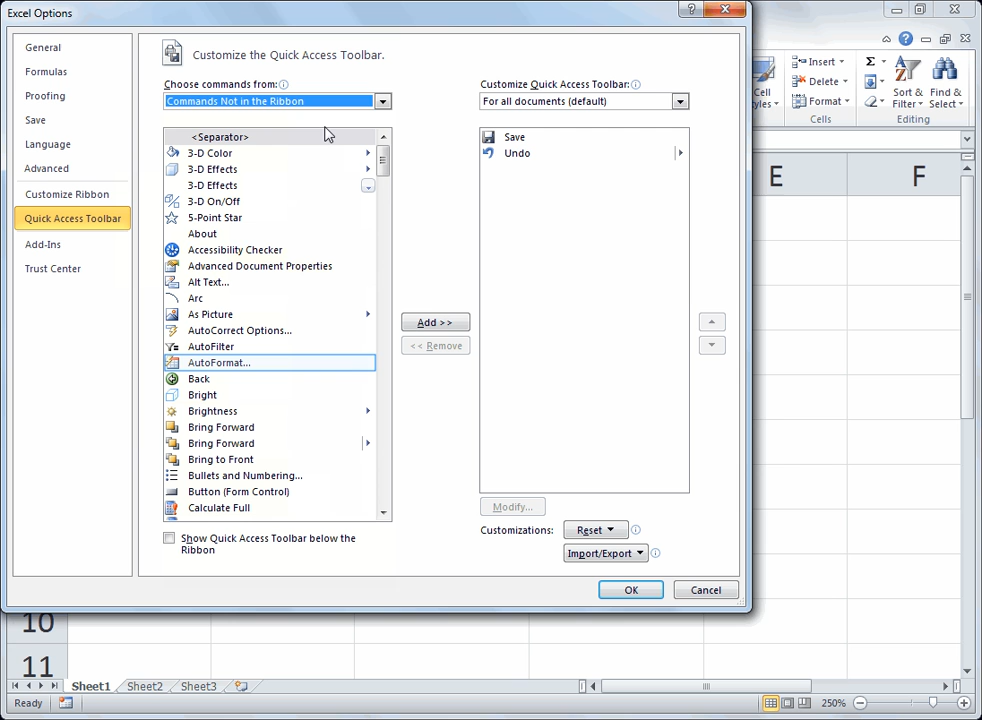 Excel Options
General
Formulas
Proofing
Save
Language
Advanced
Customize Ribbon
Quick Access Toolbar
Add-Ins
Trust Center
Customize the Quick Access Toolbar.
Choose commands from:
Commands Not in the Ribbon
<Separator>
3-D Color
3-D Effects
3-D Effects
3-D On/Off
5-Point Star
About
Accessibility Checker
Advanced Document Properties
Alt Text...
Arc
As Picture
AutoCorrect Options...
AutoFilter
AutoFormat...
Back
Bright
Brightness
Bring Forward
Bring Forward
Bring to Front
Bullets and Numbering...
Button (Form Control)
Calculate Full
Show Quick Access Toolbar below the
Ribbon
Add >>
<< Remove
Customize Quick Access Toolbar:
For all documents (default)
Save
Undo
Modify...
Customizations:
Reset
Import/Export
OK
Cancel
Cell
Styles
Insert
Delete
Format
Cells
Sort &
Filter
Find &
Select
Editing
E
F
10
11
Sheet1
Sheet2
Sheet3
Ready
250%